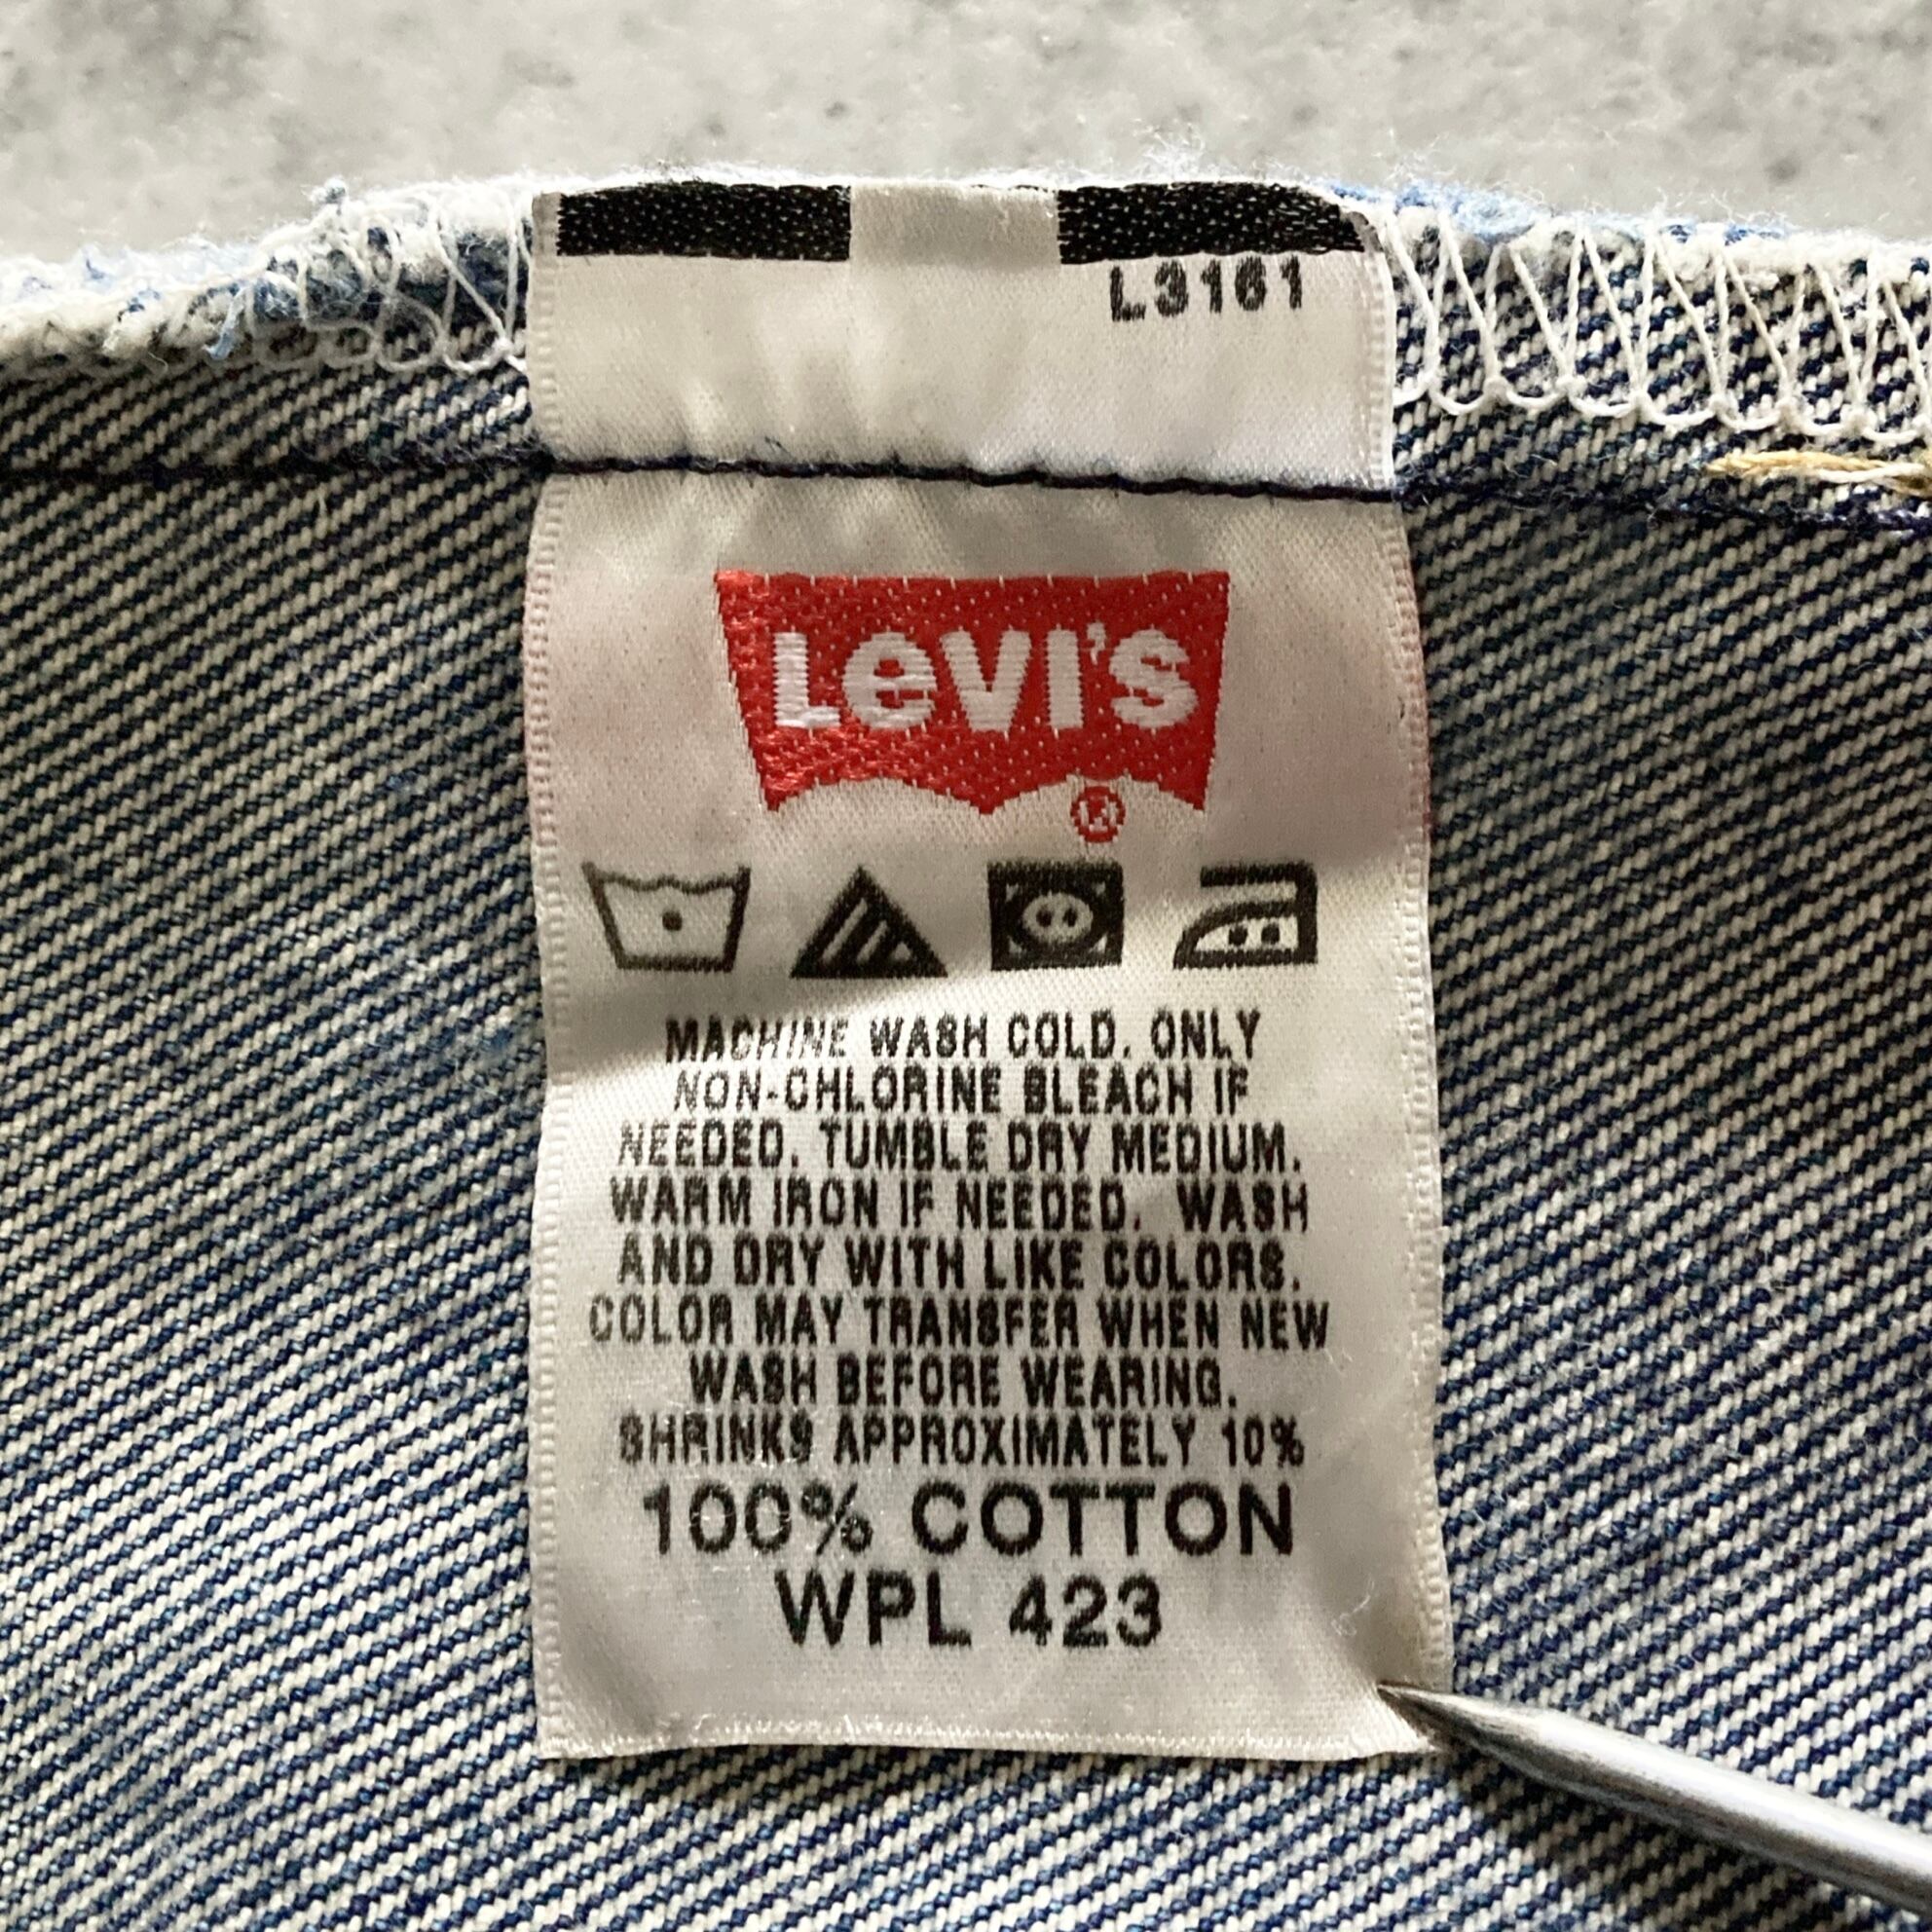 L3161
LeVI'S
®
MACHINE WASH COLD. ONLY
NON-CHLORINE BLEACH IF
NEEDED. TUMBLE DRY MEDIUM.
WARM IRON IF NEEDED. WASH
AND DRY WITH LIKE COLORS.
COLOR MAY TRANSFER WHEN NEW
WASH BEFORE WEARING.
SHRINKS APPROXIMATELY 10%
100% COTTON
WPL 423